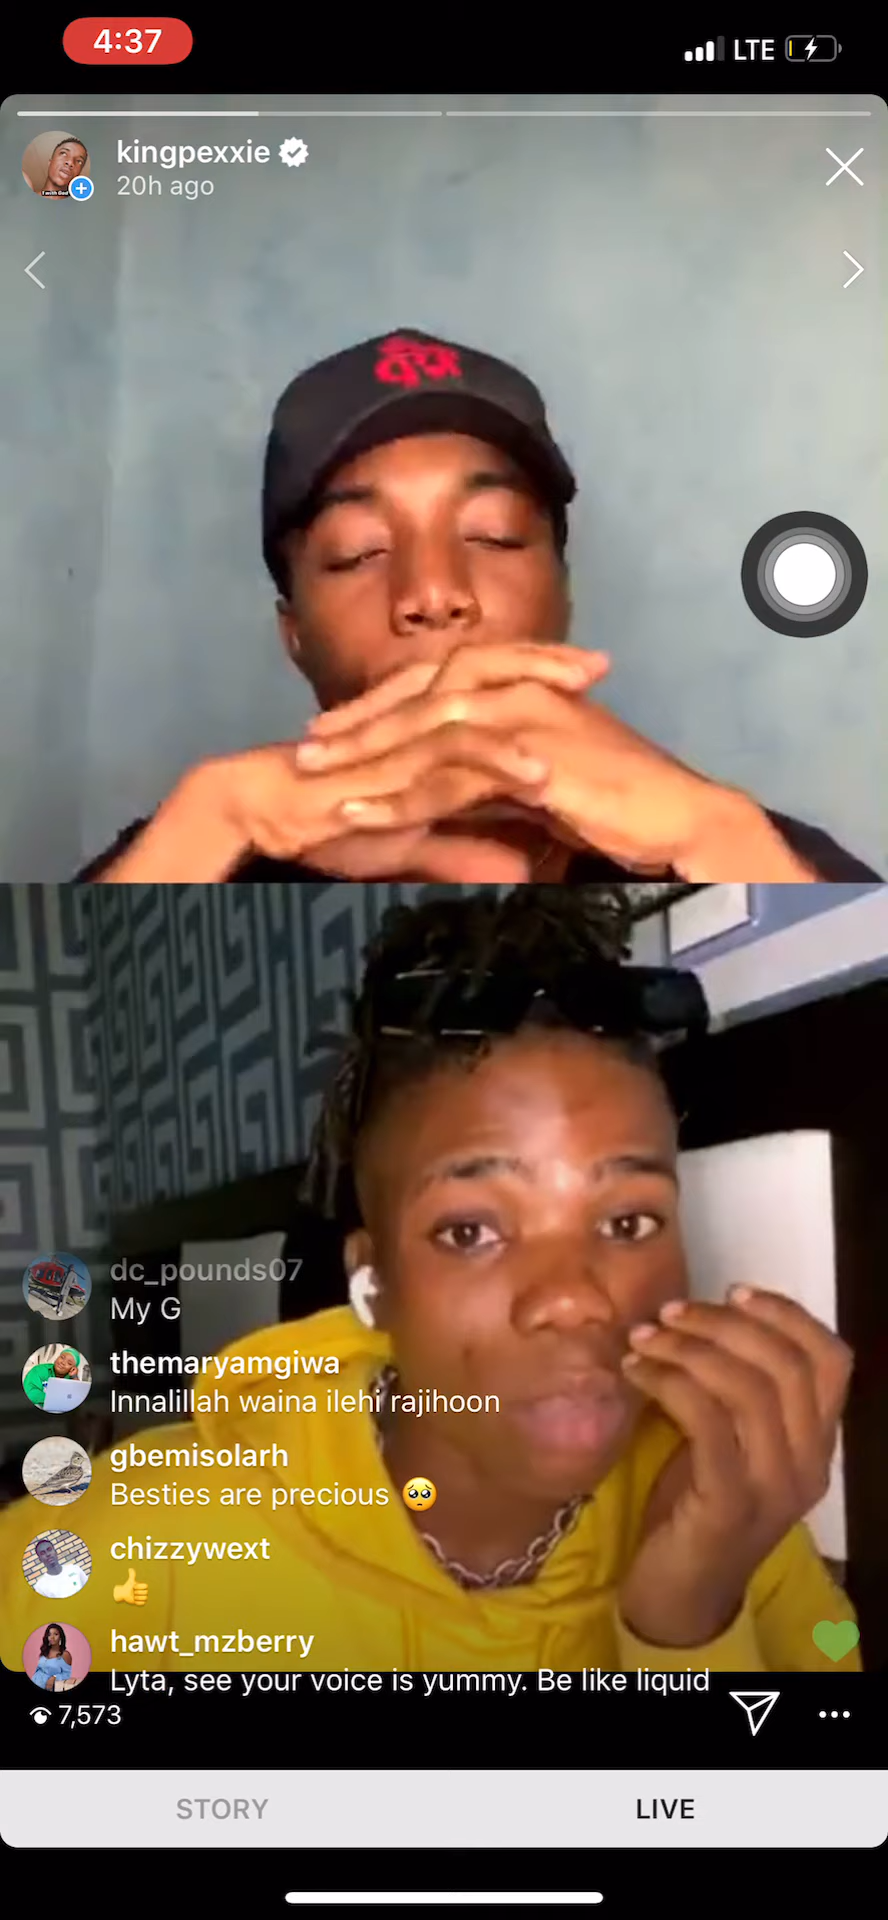 4:37
LTE
kingpexxie
20h ago
dc_pounds07
My G
themaryamgiwa
Innalillah waina ilehi rajihoon
gbemisolarh
Besties are precious 🥺
chizzywext
👍
hawt_mzberry
Lyta, see your voice is yummy. Be like liquid
7,573
STORY
LIVE